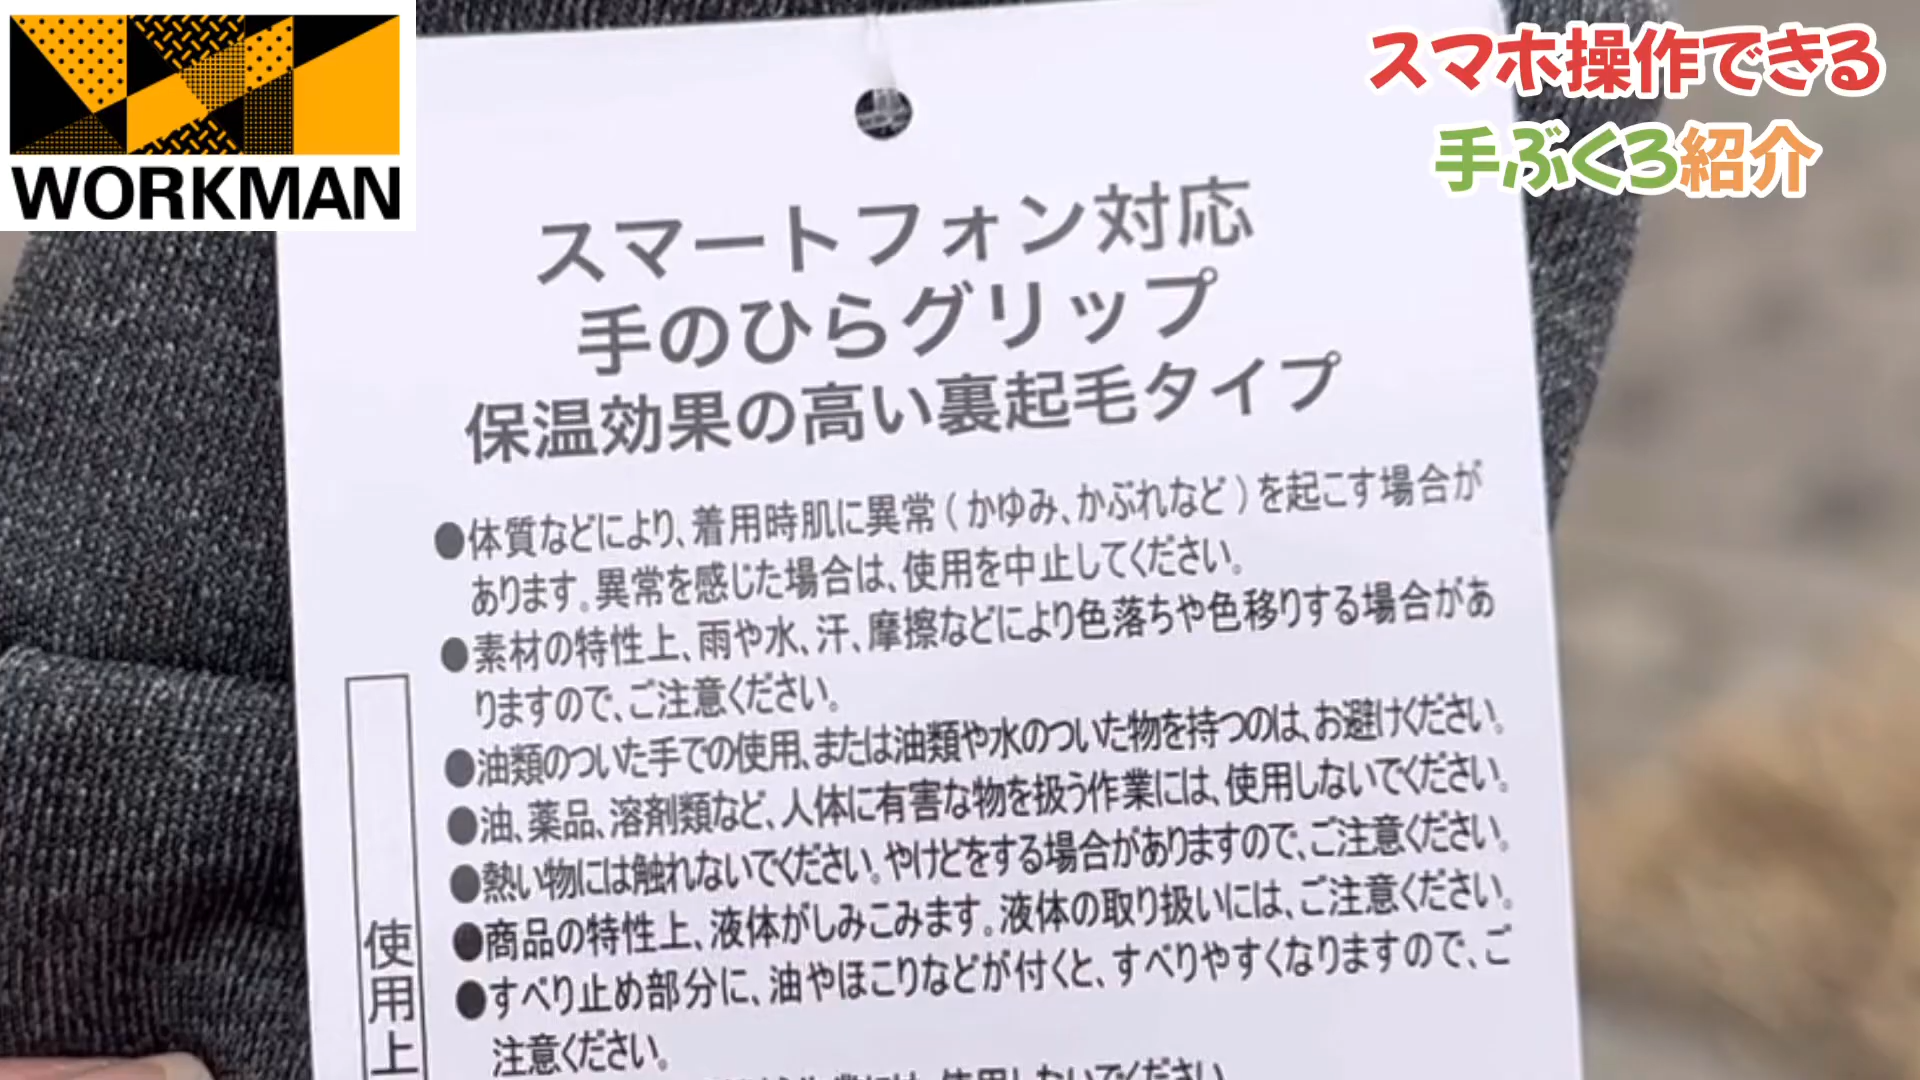 WORKMAN
スマホ操作できる
手ぶくろ紹介
スマートフォン対応
手のひらグリップ
保温効果の高い裏起毛タイプ
●体質などにより、着用時肌に異常(かゆみ、かぶれなど)を起こす場合が
あります。異常を感じた場合は、使用を中止してください。
●素材の特性上、雨や水、汗、摩擦などにより色落ちや色移りする場合があ
りますので、ご注意ください。
●油類のついた手での使用、または油類や水のついた物を持つのは、お避けください。
●油、薬品、溶剤類など、人体に有害な物を扱う作業には、使用しないでください。
●熱い物には触れないでください。やけどをする場合がありますので、ご注意ください。
●商品の特性上、液体がしみこみます。液体の取り扱いには、ご注意ください。
●すべり止め部分に、油やほこりなどが付くと、すべりやすくなりますので、ご
注意ください。
使用上
使用しないでください